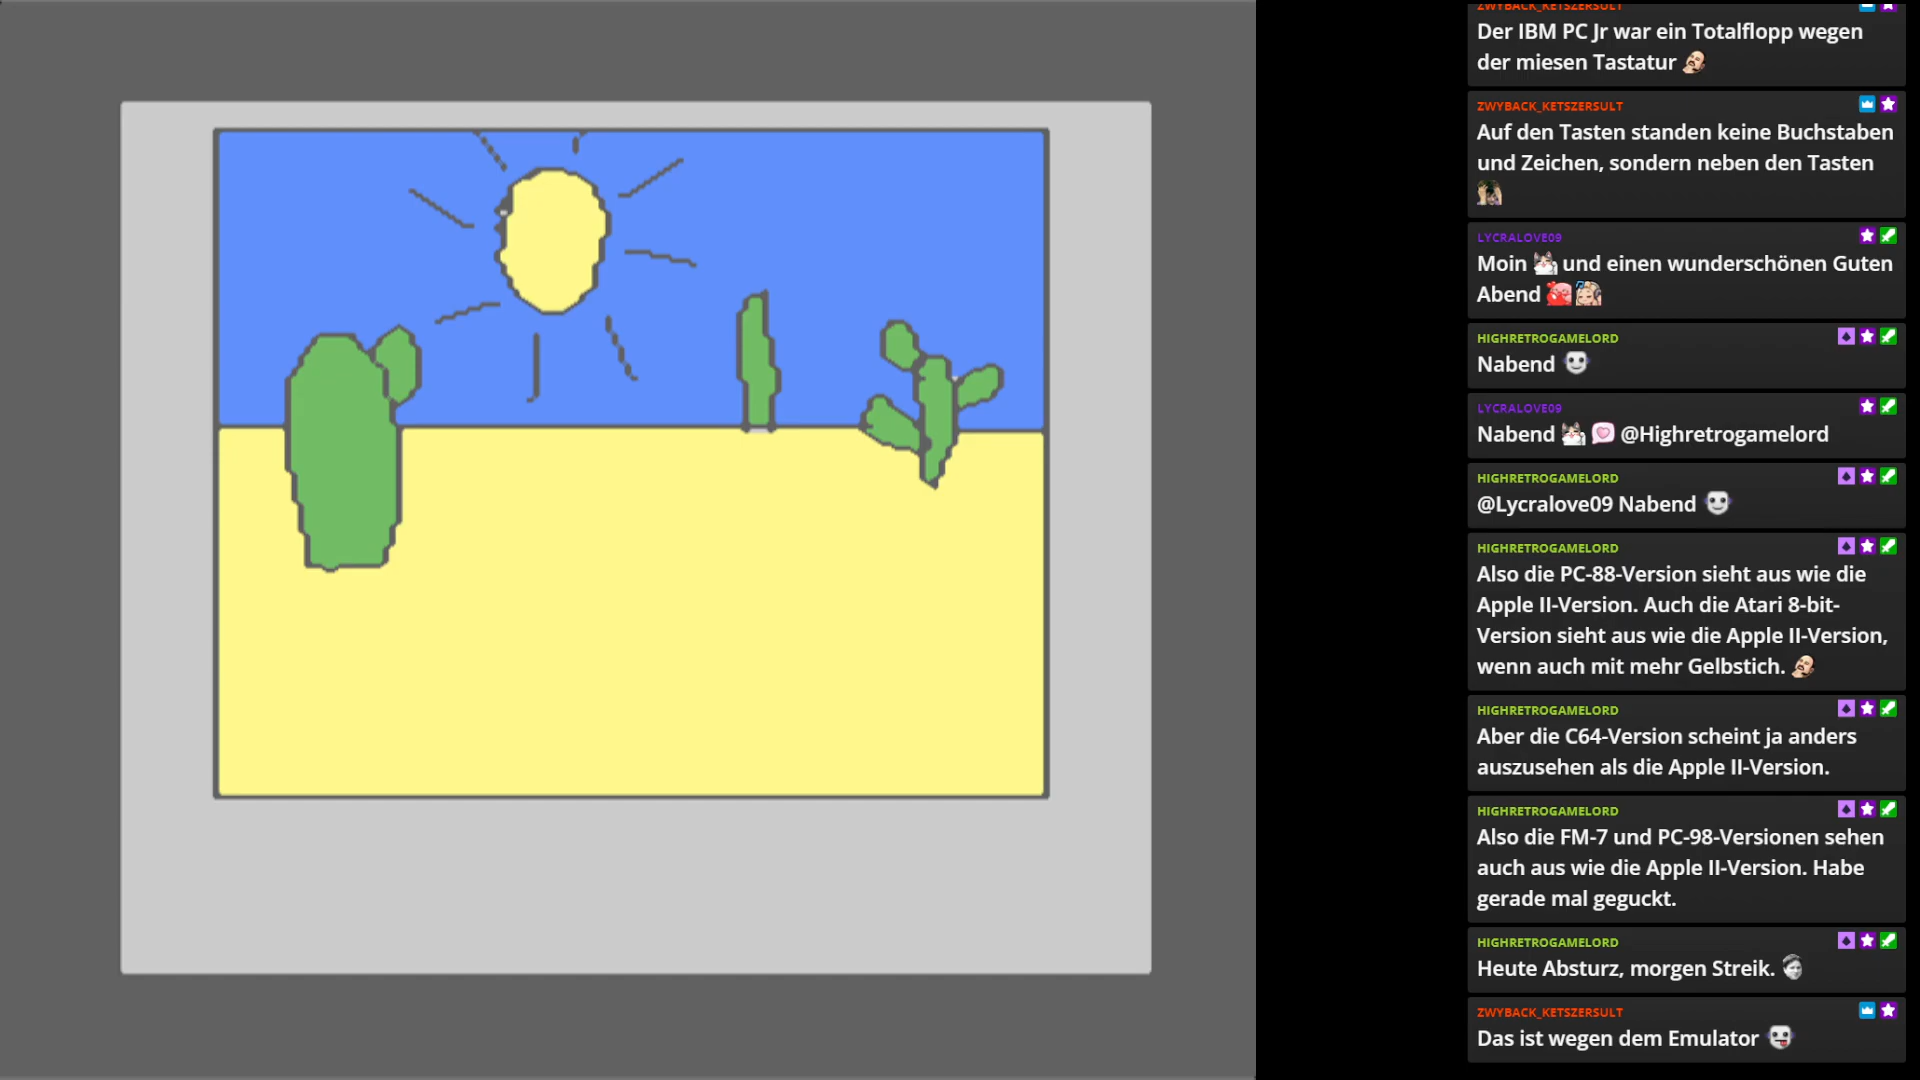 ZWYBACK_KETSZERSULT
Der IBM PC Jr war ein Totalflopp wegen
der miesen Tastatur
ZWYBACK_KETSZERSULT
Auf den Tasten standen keine Buchstaben
und Zeichen, sondern neben den Tasten
LYCRALOVE09
Moin und einen wunderschönen Guten
Abend
HIGHRETROGAMELORD
Nabend
LYCRALOVE09
Nabend @Highretrogamelord
HIGHRETROGAMELORD
@Lycralove09 Nabend
HIGHRETROGAMELORD
Also die PC-88-Version sieht aus wie die
Apple II-Version. Auch die Atari 8-bit-
Version sieht aus wie die Apple II-Version,
wenn auch mit mehr Gelbstich.
HIGHRETROGAMELORD
Aber die C64-Version scheint ja anders
auszusehen als die Apple II-Version.
HIGHRETROGAMELORD
Also die FM-7 und PC-98-Versionen sehen
auch aus wie die Apple II-Version. Habe
gerade mal geguckt.
HIGHRETROGAMELORD
Heute Absturz, morgen Streik.
ZWYBACK_KETSZERSULT
Das ist wegen dem Emulator